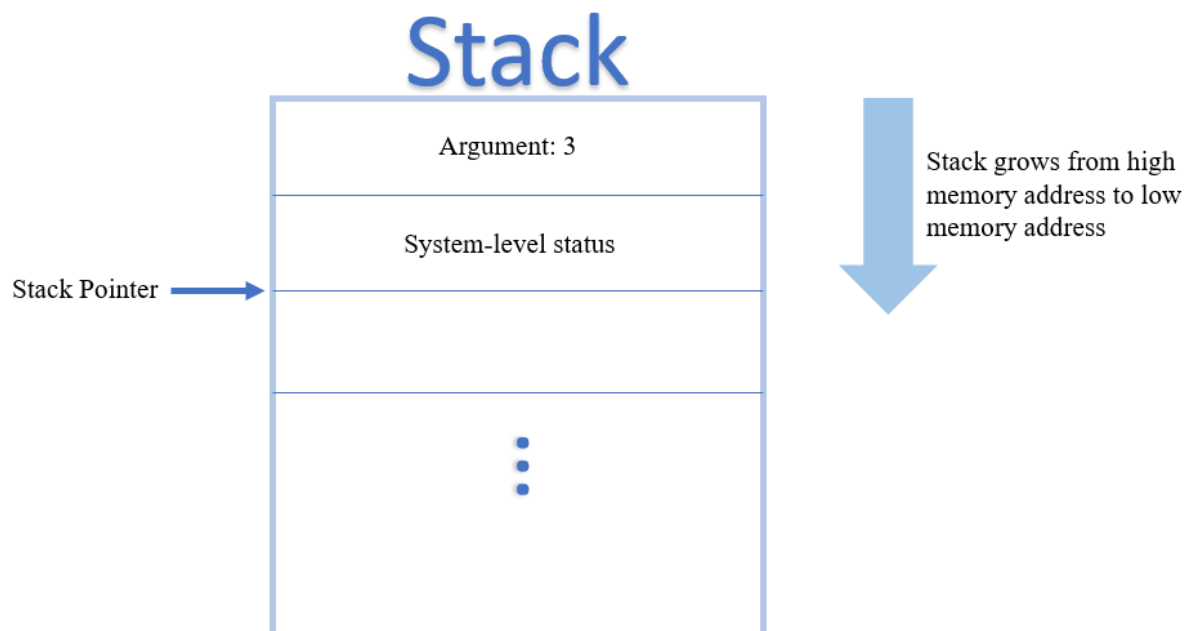 Stack
Argument: 3
Stack grows from high
memory address to low
memory address
System-level status
Stack Pointer